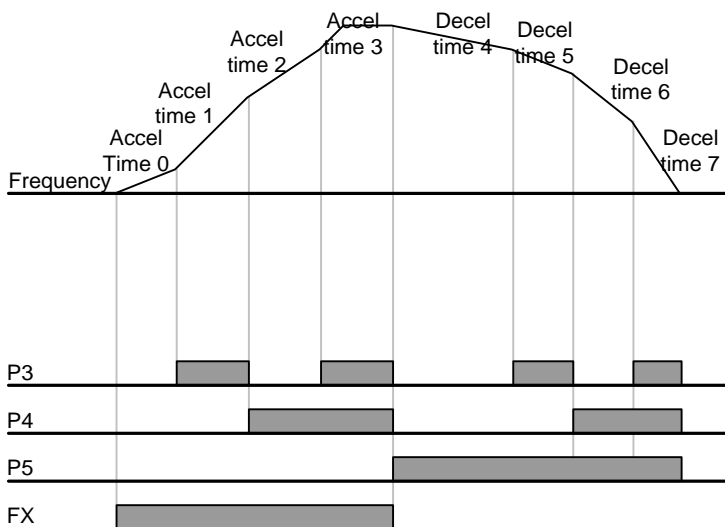 Accel
time 3
Decel
time 4
Accel
time 2
Decel
time 5
Accel
time 1
Decel
time 6
Accel
Time 0
Decel
time 7
Frequency
P3
P4
P5
FX